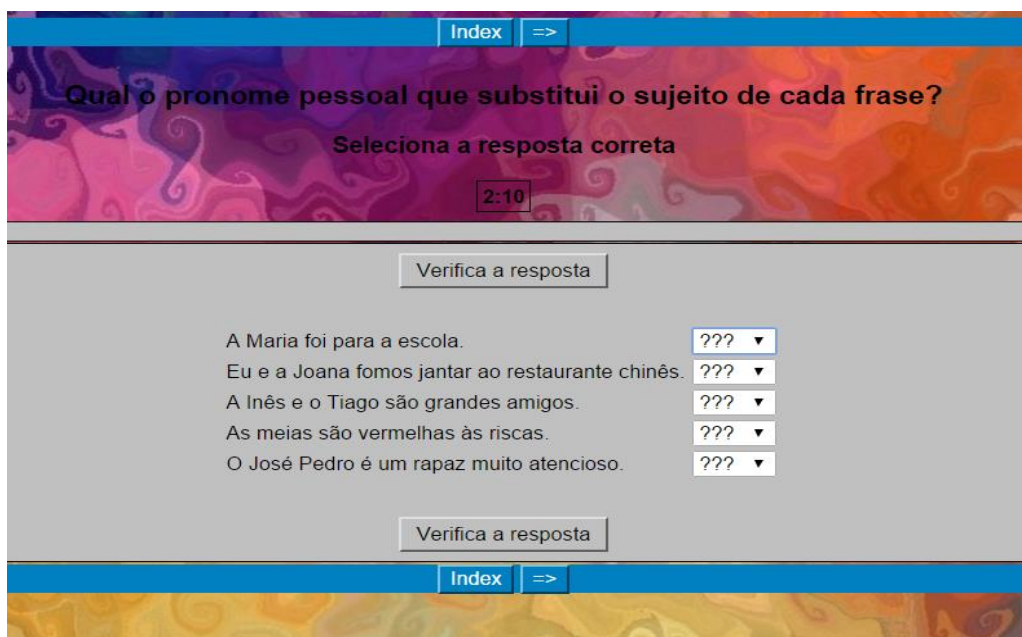 Index =>
Qual o pronome pessoal que substitui o sujeito de cada frase?
Seleciona a resposta correta
2:10
Verifica a resposta
A Maria foi para a escola. ???
Eu e a Joana fomos jantar ao restaurante chinês. ???
A Inês e o Tiago são grandes amigos. ???
As meias são vermelhas às riscas. ???
O José Pedro é um rapaz muito atencioso. ???
Verifica a resposta
Index =>